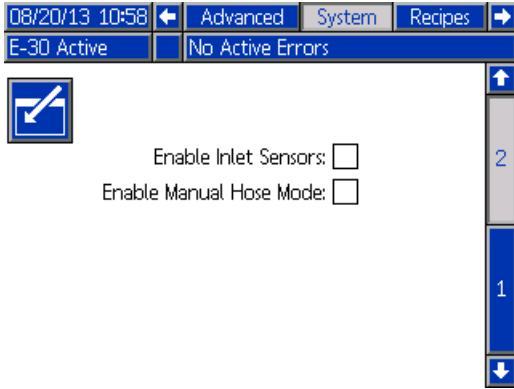 08/20/13 10:58 Advanced System Recipes
E-30 Active No Active Errors
2
Enable Inlet Sensors:
Enable Manual Hose Mode:
1